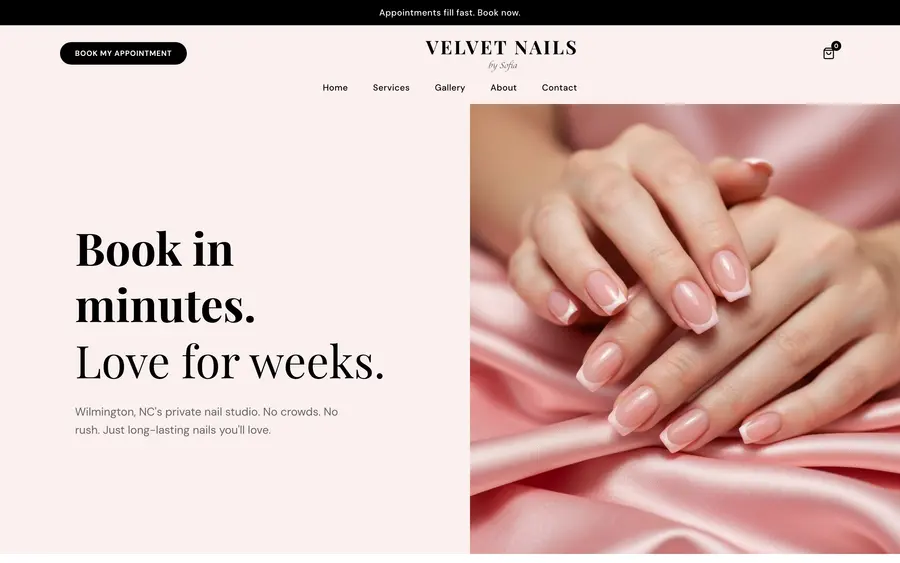 Appointments fill fast. Book now.
BOOK MY APPOINTMENT
VELVET NAILS
by Sofia
0
Home Services Gallery About Contact
Book in
minutes.
Love for weeks.
Wilmington, NC's private nail studio. No crowds. No
rush. Just long-lasting nails you'll love.